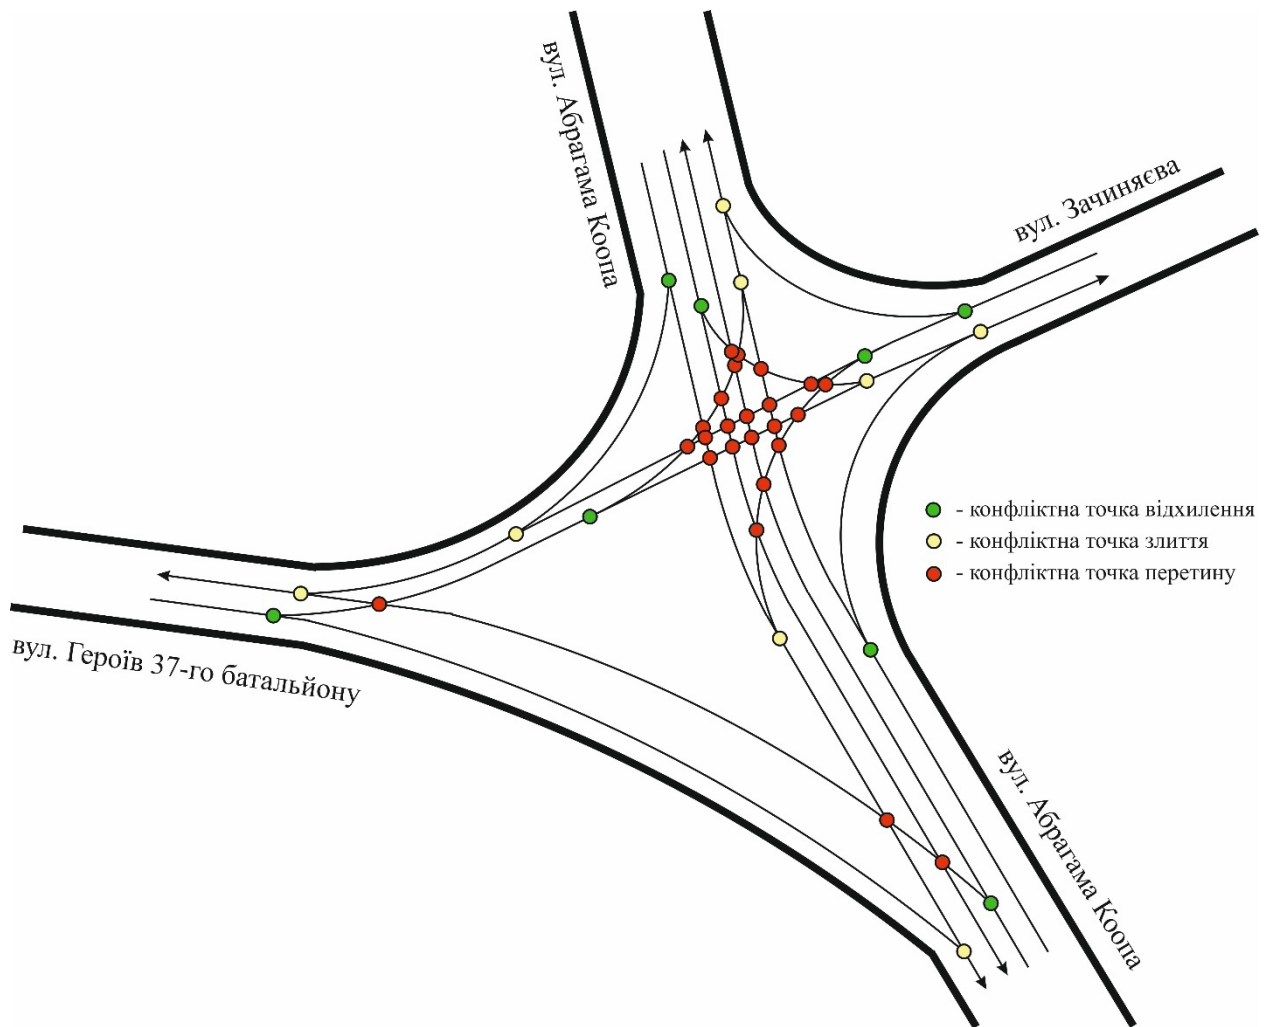 вул. Абрагама Коопа
вул. Зачиняєва
- конфліктна точка відхилення
- конфліктна точка злиття
- конфліктна точка перетину
вул. Героїв 37-го батальйону
вул. Абрагама Коопа